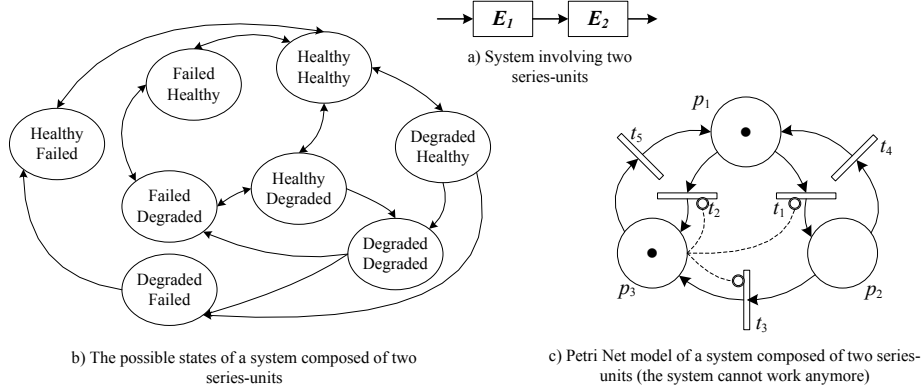 E1
E2
a) System involving two
series-units
Healthy
Healthy
Failed
Healthy
Healthy
Failed
Degraded
Healthy
Healthy
Degraded
Failed
Degraded
Degraded
Degraded
Degraded
Failed
b) The possible states of a system composed of two
series-units
p1
t5
t4
t2
t1
p3
p2
t3
c) Petri Net model of a system composed of two series-
units (the system cannot work anymore)